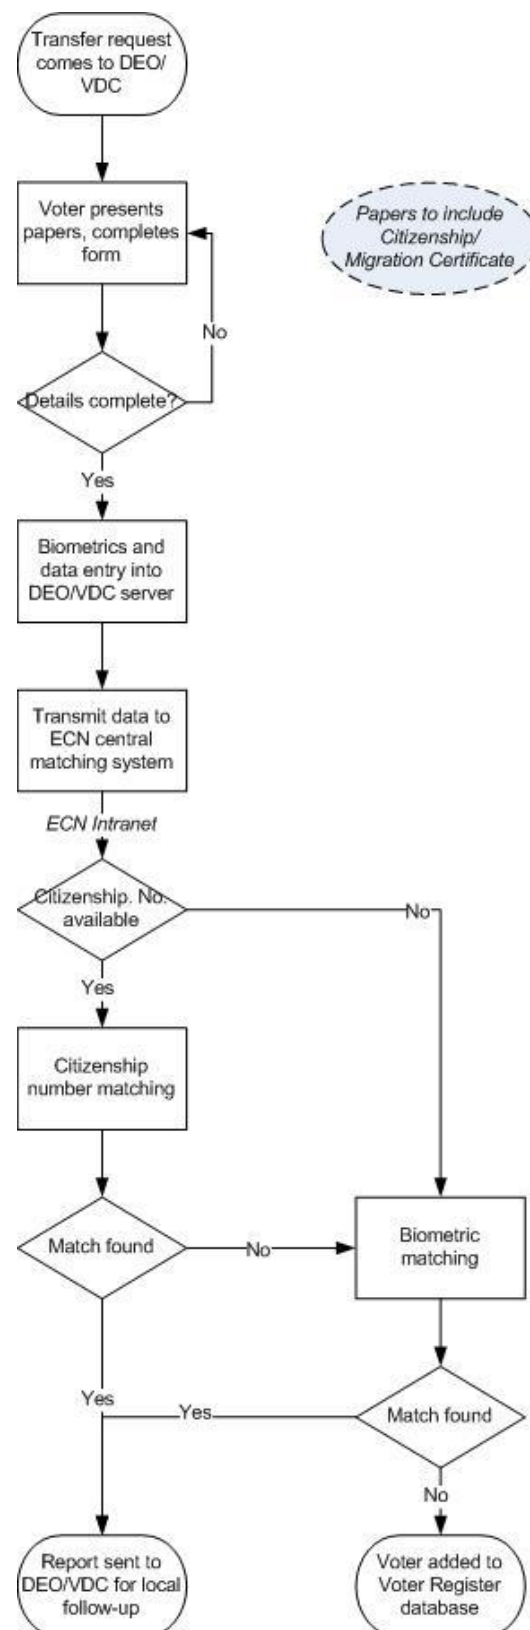 Transfer request
comes to DEO/
VDC
Voter presents
papers, completes
form
Papers to include
Citizenship/
Migration Certificate
No
Details complete?
Yes
Biometrics and
data entry into
DEO/VDC server
Transmit data to
ECN central
matching system
ECN Intranet
Citizenship. No.
available
No
Yes
Citizenship
number matching
Match found
No
Biometric
matching
Yes
Yes
Match found
No
Report sent to
DEO/VDC for local
follow-up
Voter added to
Voter Register
database